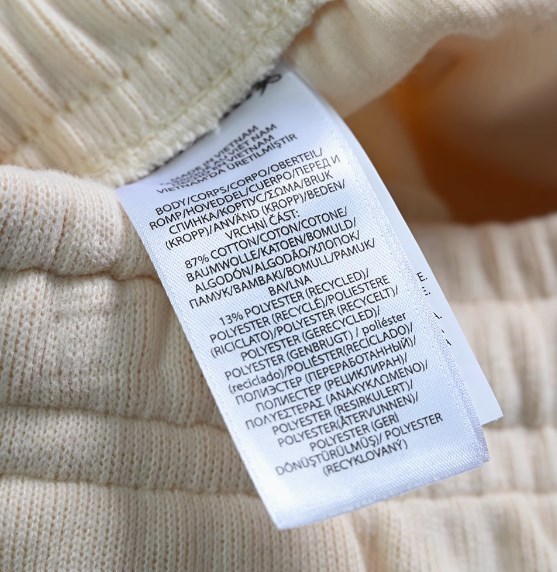 MADE IN VIETNAM
VIETNAM'DA ÜRETİLMİŞTİR
BODY/CORPS/CORPO/OBERTEIL/
ROMP/HOVEDDEL/CUERPO/ПЕРЕД И
СПИНКА/КОРПУС/ΣΩΜΑ/BRUK
(KROPP)/ANVÄND (KROPP)/BEDEN/
VRCHNÍ ČÁST:
87% COTTON/COTON/COTONE/
BAUMWOLLE/KATOEN/BOMULD/
ALGODÓN/ALGODÃO/ХЛОПОК/
ПАМУК/ΒΑΜΒΑΚΙ/BOMULL/PAMUK/
BAVLNA
13% POLYESTER (RECYCLED)/
POLYESTER (RECYCLÉ)/POLIESTERE
(RICICLATO)/POLYESTER (RECYCELT)/
POLYESTER (GERECYCLED)/
POLYESTER (GENBRUGT) / poliéster
(reciclado)/POLIÉSTER(RECICLADO)/
ПОЛИЭСТЕР (ПЕРЕРАБОТАННЫЙ)/
ПОЛИЕСТЕР (РЕЦИКЛИРАН)/
ΠΟΛΥΕΣΤΕΡΑΣ (ΑΝΑΚΥΚΛΩΜΕΝΟ)/
POLYESTER (RESIRKULERT)/
POLYESTER(ÅTERVUNNEN)/
POLYESTER (GERİ
DÖNÜŞTÜRÜLMÜŞ)/ POLYESTER
(RECYKLOVANÝ)
E.